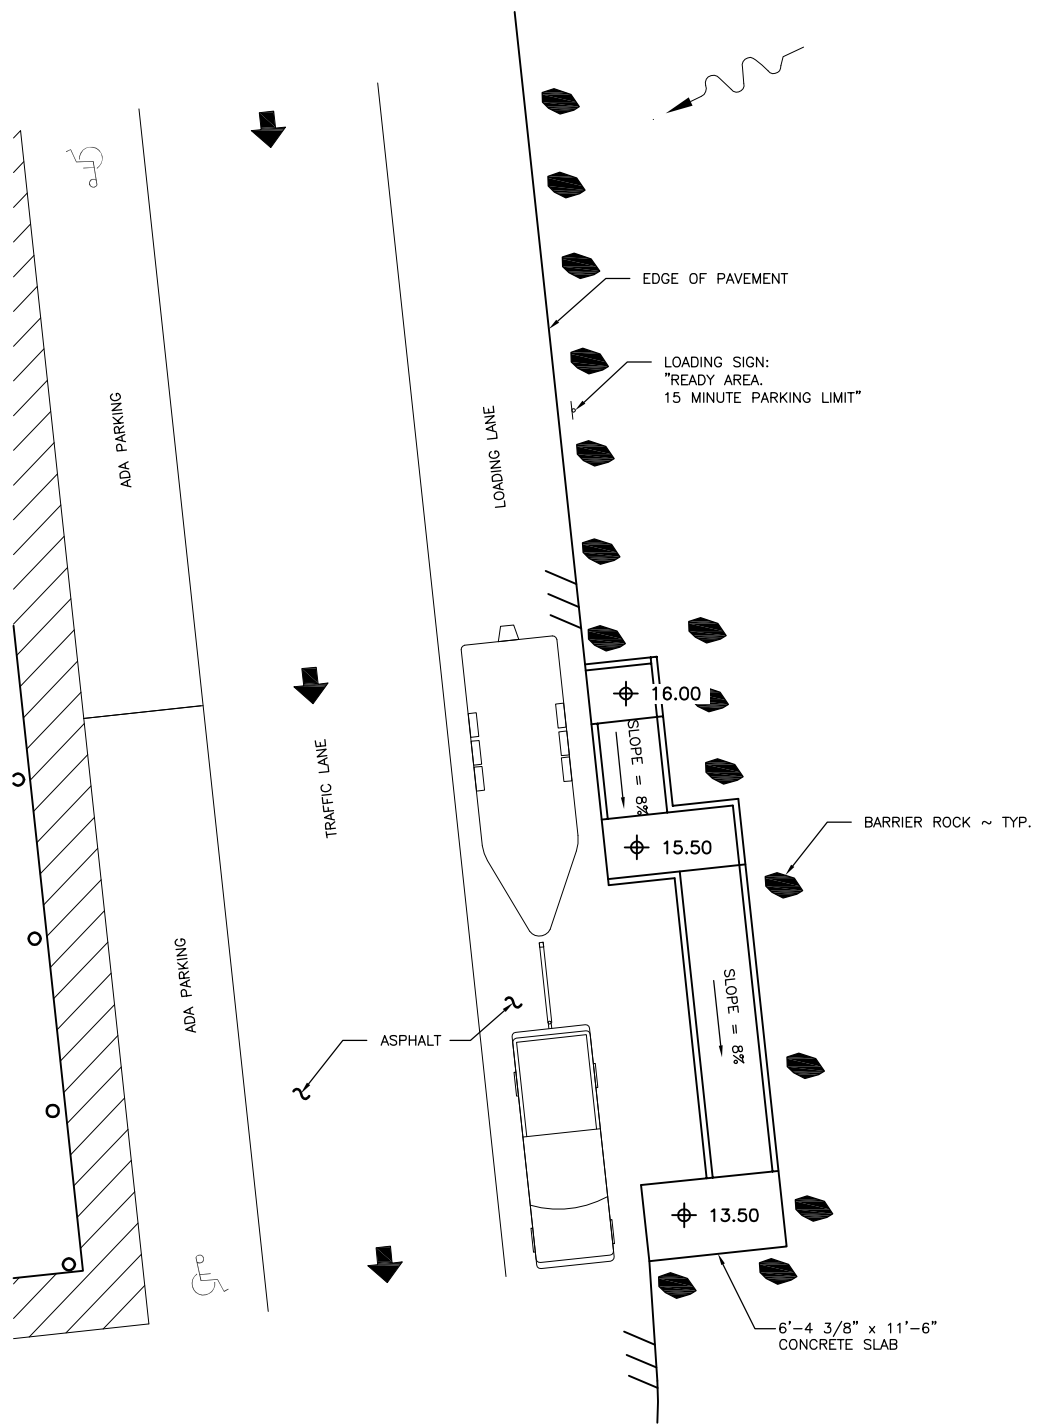 EDGE OF PAVEMENT
LOADING SIGN:
"READY AREA.
15 MINUTE PARKING LIMIT"
ADA PARKING
LOADING LANE
16.00
SLOPE = 8%
TRAFFIC LANE
15.50
BARRIER ROCK ~ TYP.
ADA PARKING
SLOPE = 8%
ASPHALT
13.50
6'-4 3/8" x 11'-6"
CONCRETE SLAB